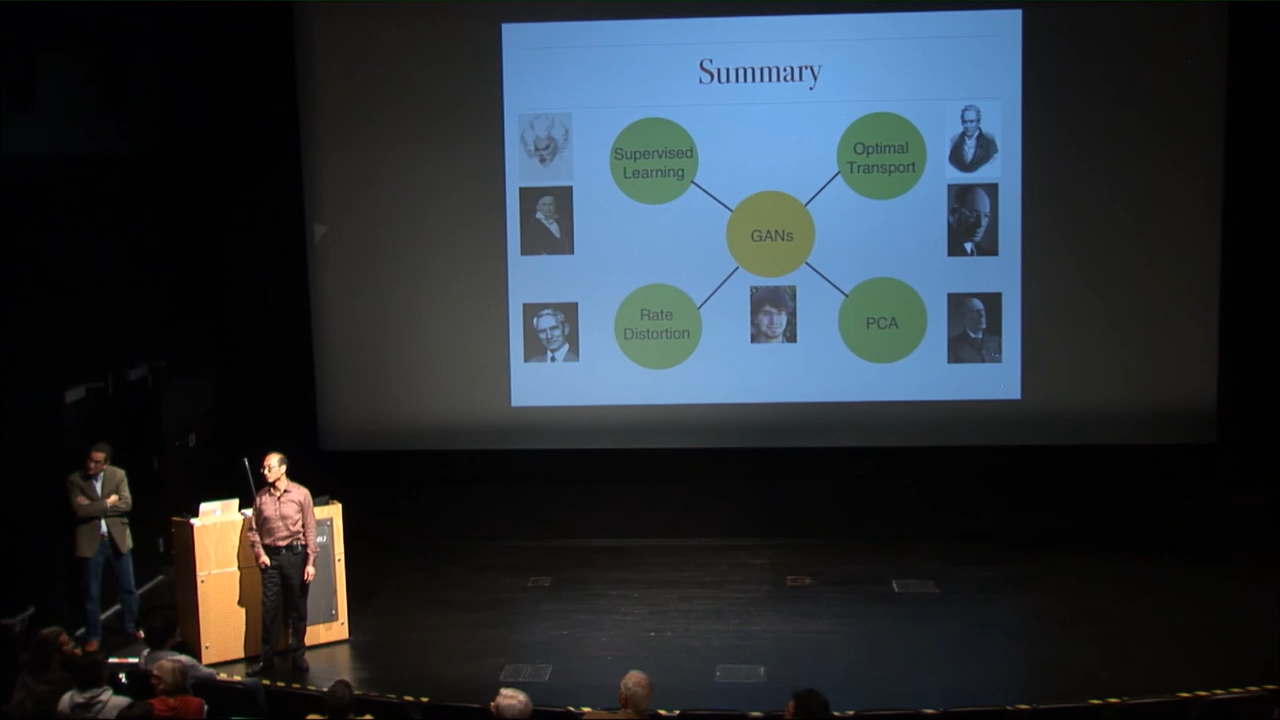 Summary
Supervised
Learning
Optimal
Transport
GANs
Rate
Distortion
PCA